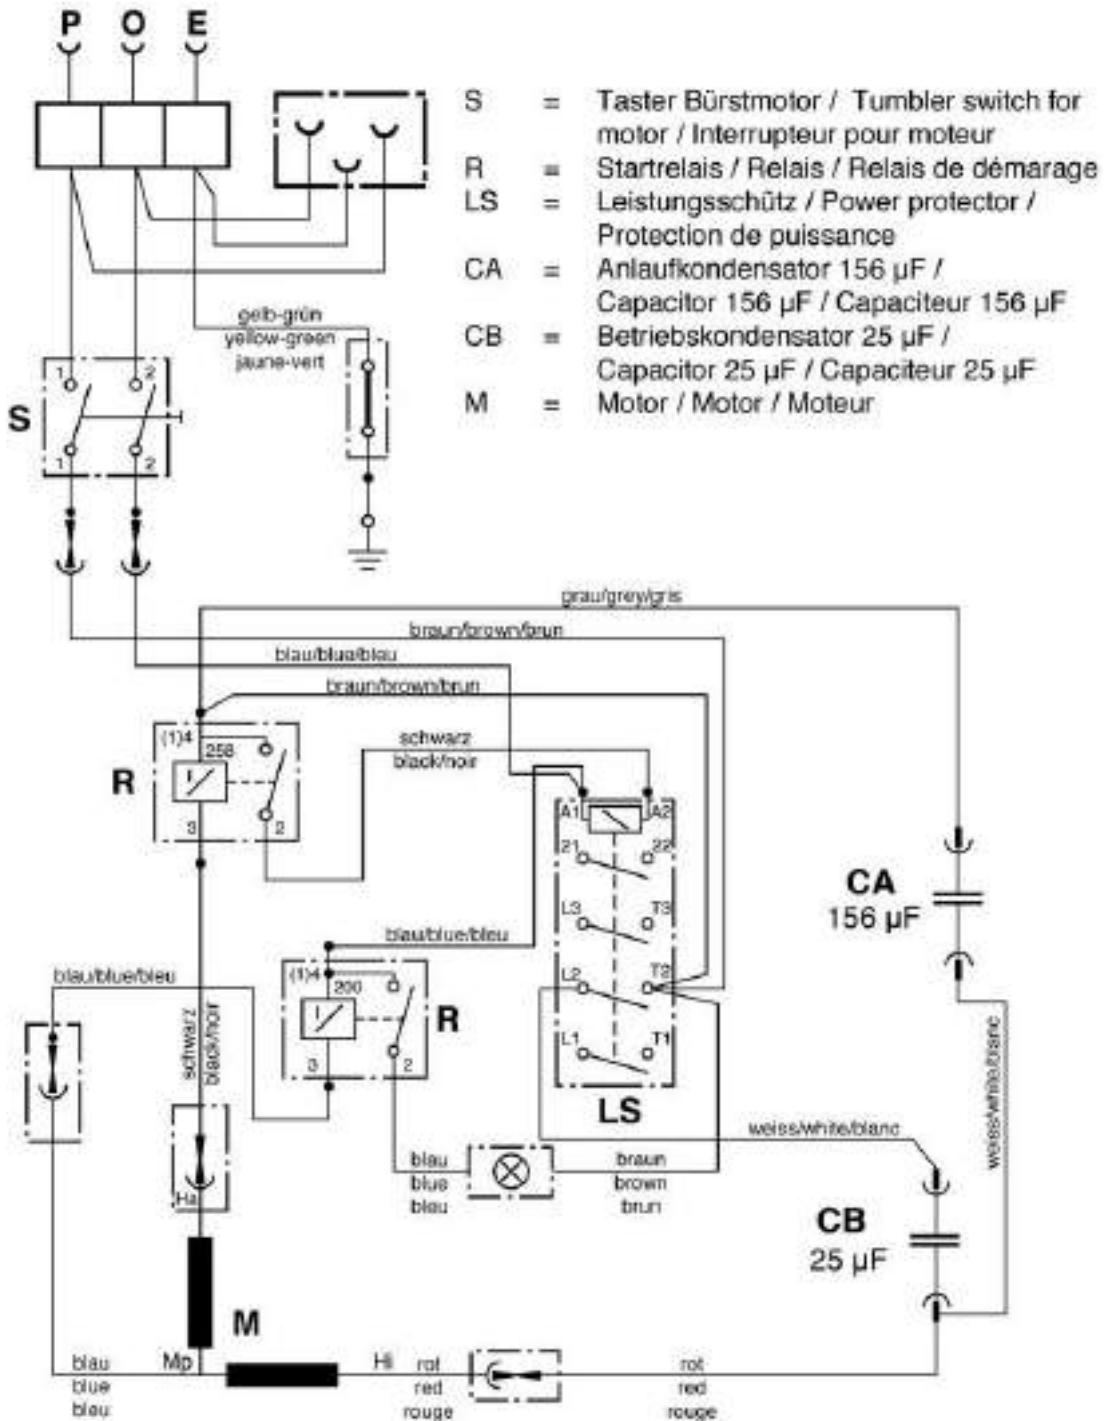 P O E
S = Taster Bürstmotor / Tumbler switch for
motor / Interrupteur pour moteur
R = Startrelais / Relais / Relais de démarage
LS = Leistungsschütz / Power protector /
Protection de puissance
CA = Anlaufkondensator 156 µF /
Capacitor 156 µF / Capaciteur 156 µF
CB = Betriebskondensator 25 µF /
Capacitor 25 µF / Capaciteur 25 µF
M = Motor / Motor / Moteur
gelb-grün
yellow-green
jaune-vert
1 2
S
1 2
grau/grey/gris
braun/brown/brun
blau/blue/bleu
braun/brown/brun
schwarz
black/noir
(1)4
258
R
3 2
A1 A2
21 22
L3 T3
L2 T2
L1 T1
LS
CA
156 µF
blau/blue/bleu
blau/blue/bleu
(1)4
200
R
3 2
schwarz
black/noir
weiss/white/blanc
weiss/white/blanc
Ha
blau
blue
bleu
braun
brown
brun
CB
25 µF
M
Mp
Hi
blau
blue
bleu
rot
red
rouge
rot
red
rouge